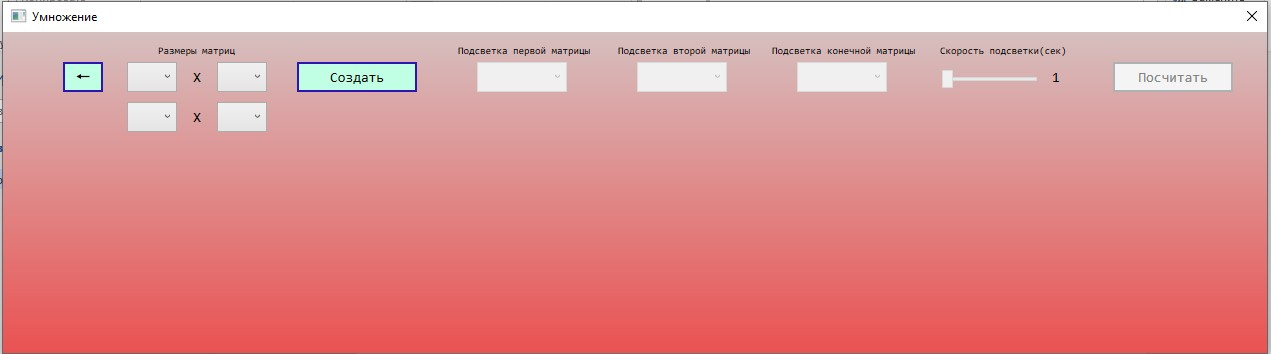 Умножение
Размеры матриц
Подсветка первой матрицы
Подсветка второй матрицы
Подсветка конечной матрицы
Скорость подсветки(сек)
← X Создать 1 Посчитать
X